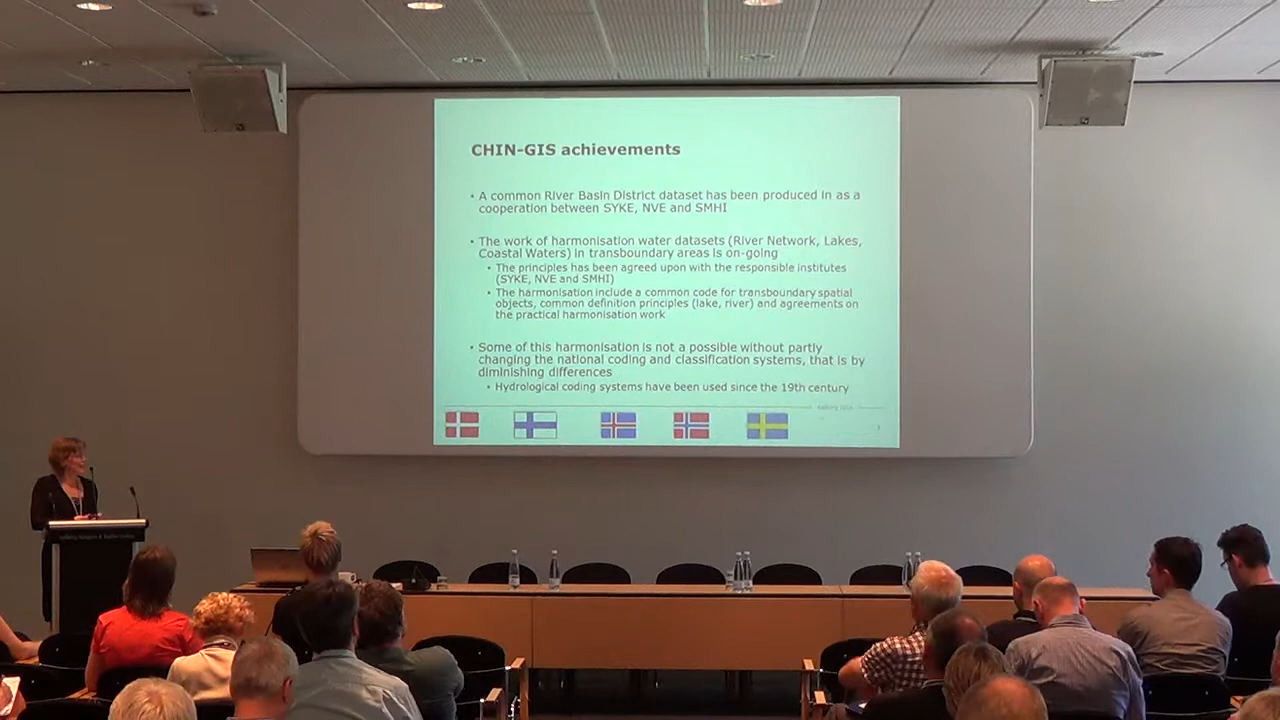 CHIN-GIS achievements
• A common River Basin District dataset has been produced in as a
cooperation between SYKE, NVE and SMHI
• The work of harmonisation water datasets (River Network, Lakes,
Coastal Waters) in transboundary areas is on-going
• The principles has been agreed upon with the responsible institutes
(SYKE, NVE and SMHI)
• The harmonisation include a common code for transboundary spatial
objects, common definition principles (lake, river) and agreements on
the practical harmonisation work
• Some of this harmonisation is not a possible without partly
changing the national coding and classification systems, that is by
diminishing differences
• Hydrological coding systems have been used since the 19th century